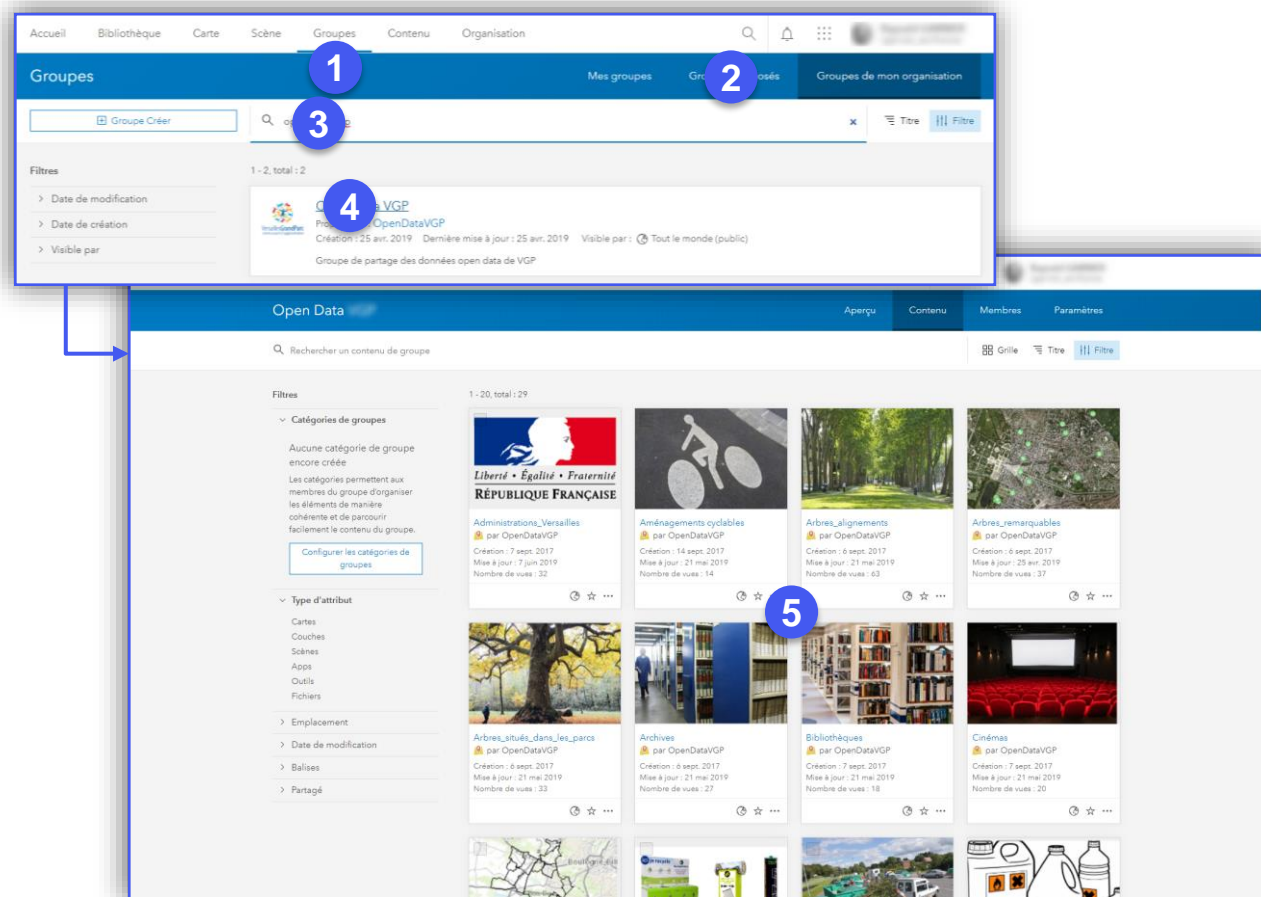 Accueil Bibliothèque Carte Scène Groupes Contenu Organisation
Groupes 1 Mes groupes 2 Groupes de mon organisation
Groupe Créer 3 Titre Filtre
Filtres 1 - 2, total : 2
Date de modification
Date de création
Visible par
4 VGP
OpenDataVGP
Création : 25 avr. 2019 Dernière mise à jour : 25 avr. 2019 Visible par : Tout le monde (public)
Groupe de partage des données open data de VGP
Open Data Aperçu Contenu Membres Paramètres
Rechercher un contenu de groupe Grille Titre Filtre
Filtres
Catégories de groupes
Aucune catégorie de groupe
encore créée
Les catégories permettent aux
membres du groupe d'organiser
les éléments de manière
cohérente et de parcourir
facilement le contenu du groupe.
Configurer les catégories de
groupes
Type d'attribut
Cartes
Couches
Scènes
Apps
Outils
Fichiers
Emplacement
Date de modification
Balises
Partagé
1 - 20, total : 29
Liberté • Égalité • Fraternité
RÉPUBLIQUE FRANÇAISE
Administrations_Versailles
par OpenDataVGP
Création : 7 sept. 2017
Mise à jour : 7 juin 2019
Nombre de vues : 32
Aménagements cyclables
par OpenDataVGP
Création : 14 sept. 2017
Mise à jour : 21 mai 2019
Nombre de vues : 14
Arbres_alignements
par OpenDataVGP
Création : 6 sept. 2017
Mise à jour : 21 mai 2019
Nombre de vues : 63
Arbres_remarquables
par OpenDataVGP
Création : 6 sept. 2017
Mise à jour : 25 avr. 2019
Nombre de vues : 37
5
Arbres_situés_dans_les_parcs
par OpenDataVGP
Création : 6 sept. 2017
Mise à jour : 21 mai 2019
Nombre de vues : 33
Archives
par OpenDataVGP
Création : 6 sept. 2017
Mise à jour : 21 mai 2019
Nombre de vues : 27
Bibliothèques
par OpenDataVGP
Création : 7 sept. 2017
Mise à jour : 21 mai 2019
Nombre de vues : 18
Cinémas
par OpenDataVGP
Création : 7 sept. 2017
Mise à jour : 21 mai 2019
Nombre de vues : 20